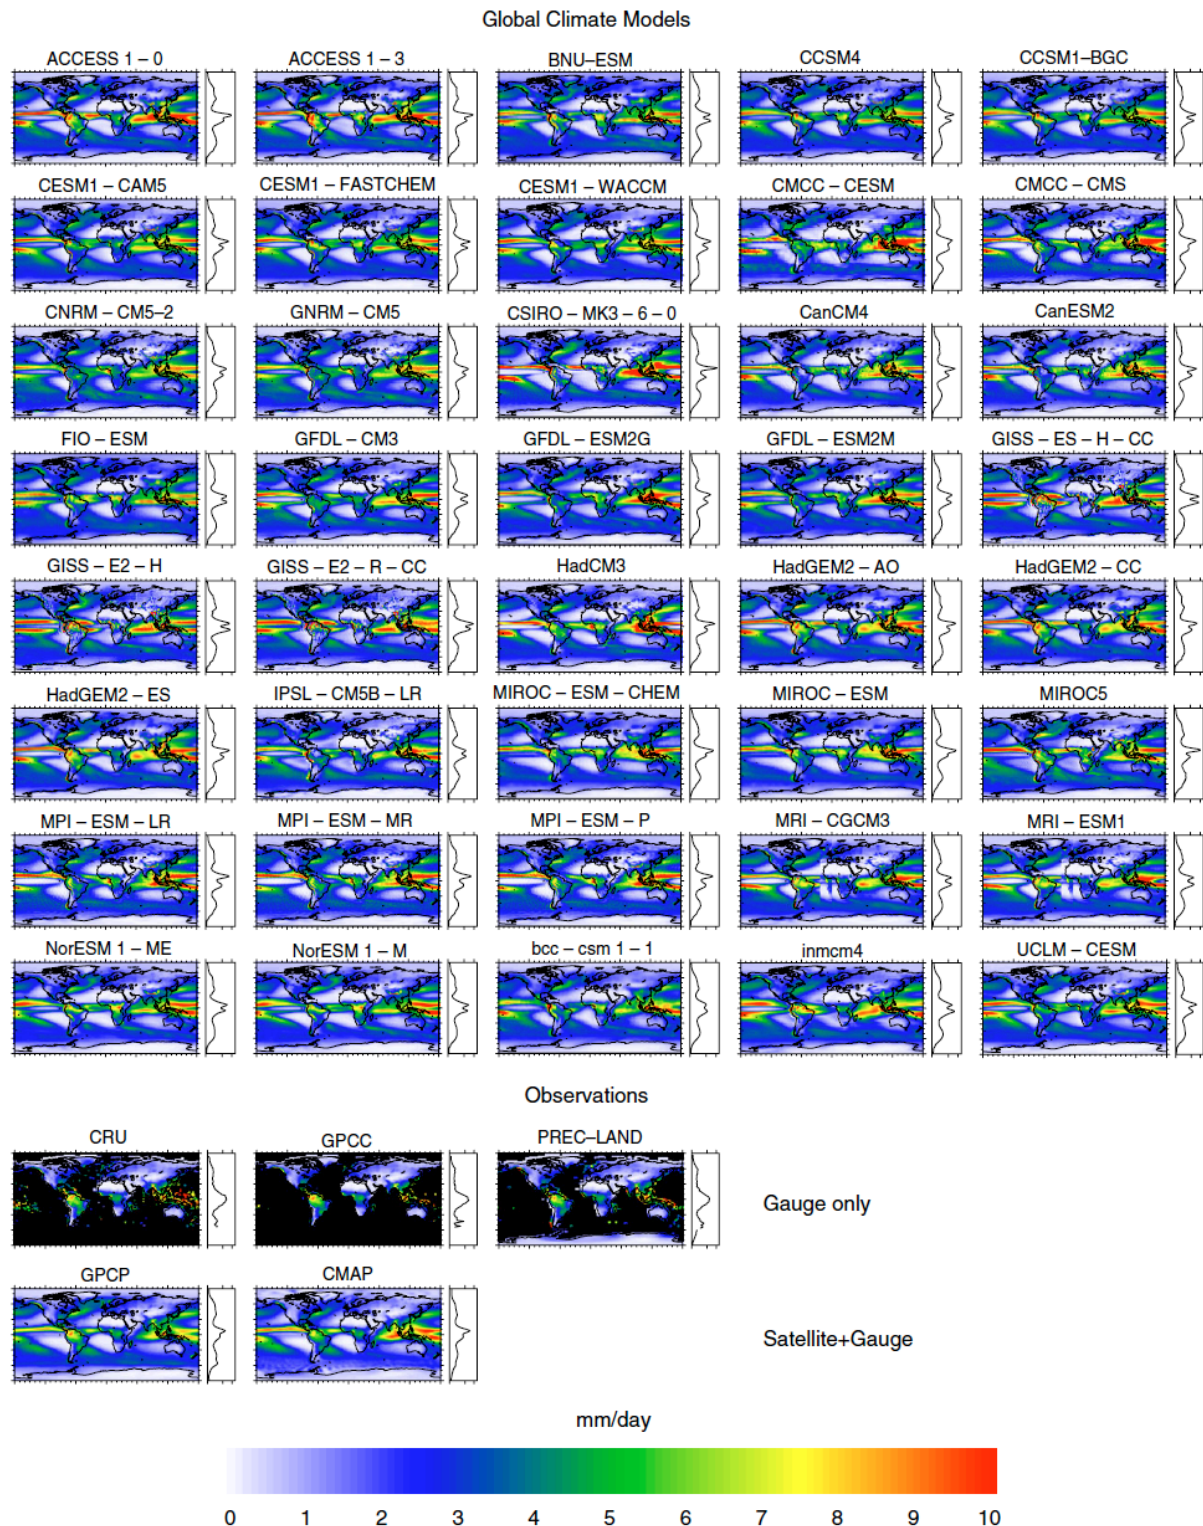 Global Climate Models
ACCESS 1 – 0 ACCESS 1 – 3 BNU–ESM CCSM4 CCSM1–BGC
CESM1 – CAM5 CESM1 – FASTCHEM CESM1 – WACCM CMCC – CESM CMCC – CMS
CNRM – CM5–2 GNRM – CM5 CSIRO – MK3 – 6 – 0 CanCM4 CanESM2
FIO – ESM GFDL – CM3 GFDL – ESM2G GFDL – ESM2M GISS – ES – H – CC
GISS – E2 – H GISS – E2 – R – CC HadCM3 HadGEM2 – AO HadGEM2 – CC
HadGEM2 – ES IPSL – CM5B – LR MIROC – ESM – CHEM MIROC – ESM MIROC5
MPI – ESM – LR MPI – ESM – MR MPI – ESM – P MRI – CGCM3 MRI – ESM1
NorESM 1 – ME NorESM 1 – M bcc – csm 1 – 1 inmcm4 UCLM – CESM
Observations
CRU GPCC PREC–LAND
Gauge only
GPCP CMAP
Satellite+Gauge
mm/day
0 1 2 3 4 5 6 7 8 9 10